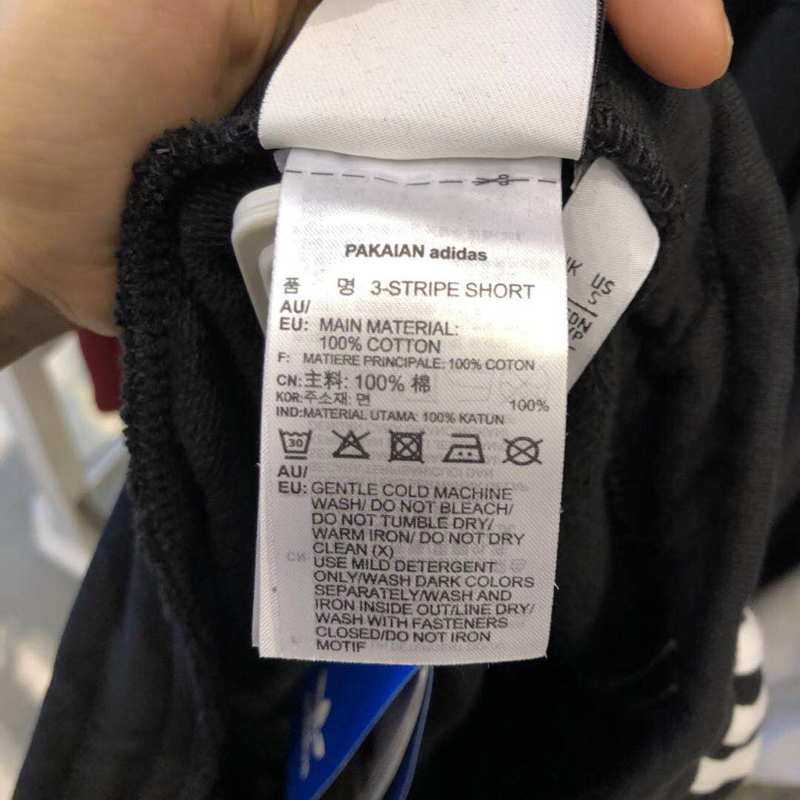 PAKAIAN adidas
품 명 3-STRIPE SHORT
AU/
EU: MAIN MATERIAL:
100% COTTON
F: MATIERE PRINCIPALE: 100% COTON
CN:主料: 100% 棉
KOR:주소재: 면 100%
IND:MATERIAL UTAMA: 100% KATUN
30
AU/
EU: GENTLE COLD MACHINE
WASH/ DO NOT BLEACH/
DO NOT TUMBLE DRY/
WARM IRON/ DO NOT DRY
CLEAN (X)
USE MILD DETERGENT
ONLY/WASH DARK COLORS
SEPARATELY/WASH AND
IRON INSIDE OUT/LINE DRY/
WASH WITH FASTENERS
CLOSED/DO NOT IRON
MOTIF
US
S